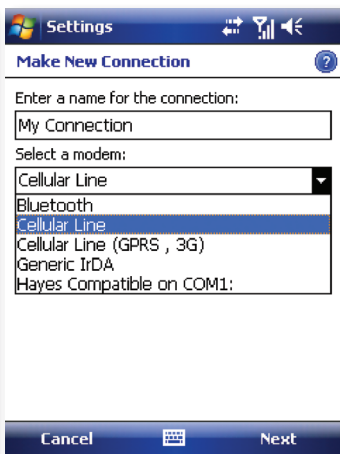 Settings
Make New Connection
?
Enter a name for the connection:
My Connection
Select a modem:
Cellular Line
Bluetooth
Cellular Line
Cellular Line (GPRS , 3G)
Generic IrDA
Hayes Compatible on COM1:
Cancel Next